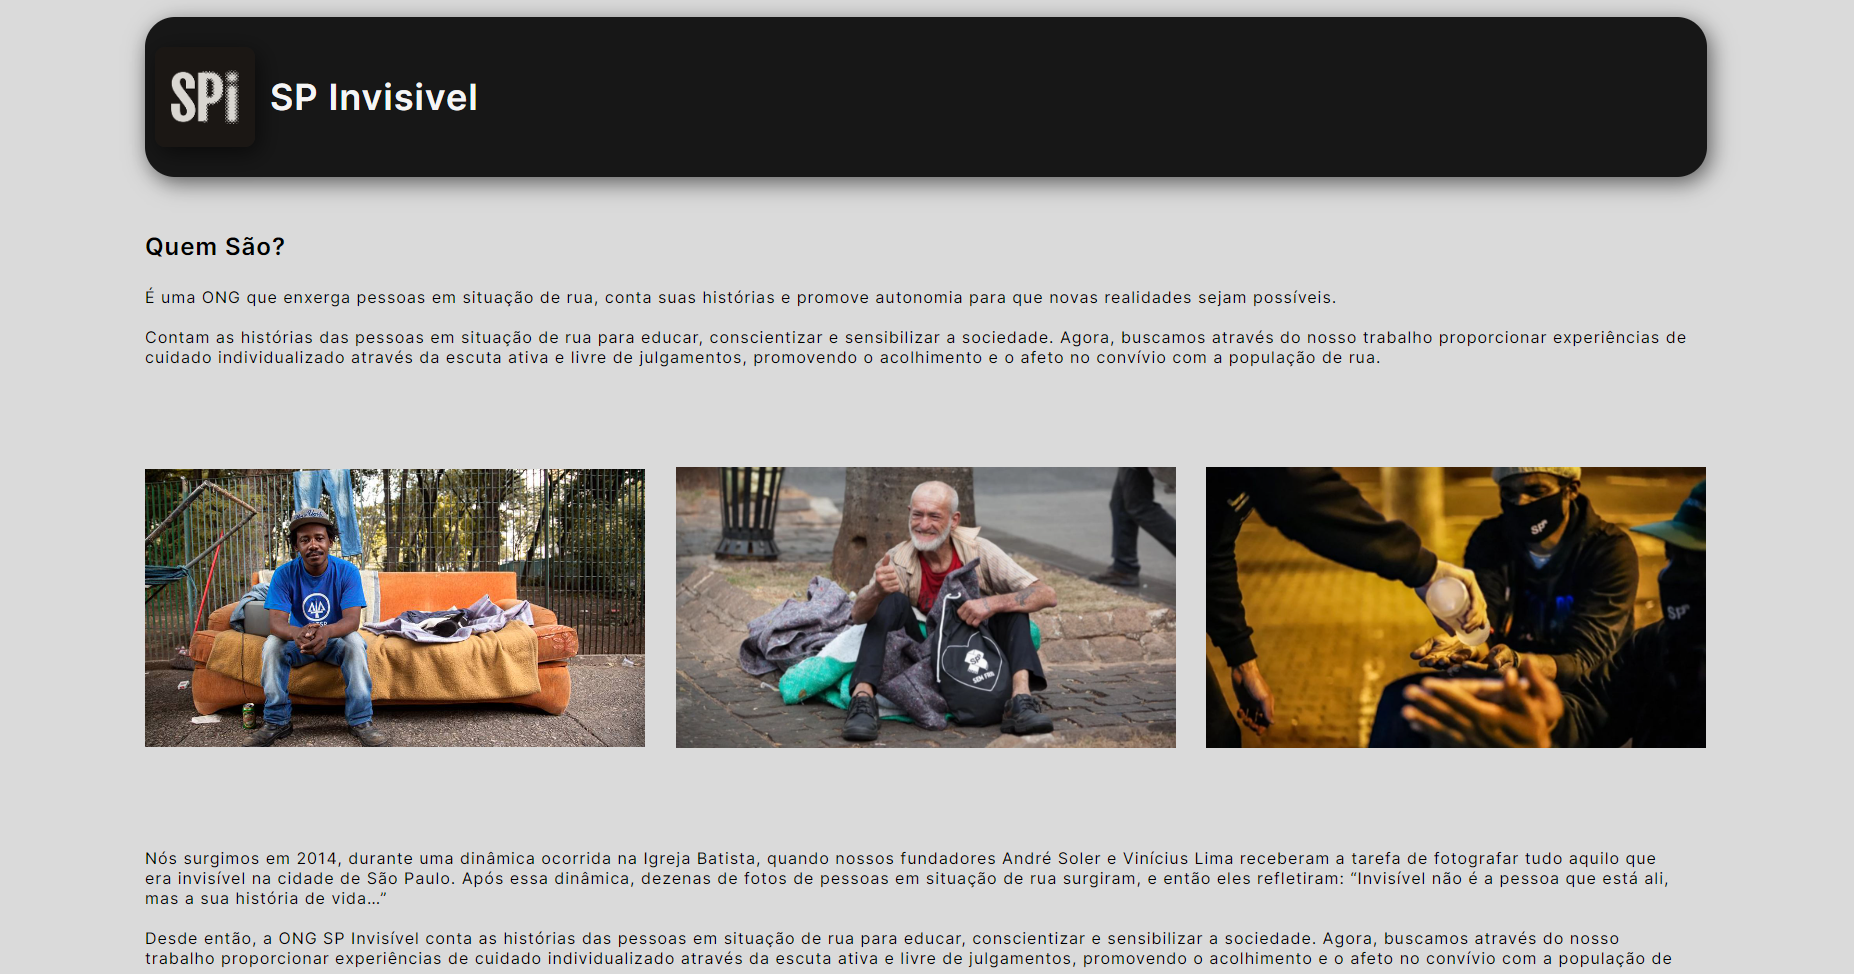 SPi
SP Invisivel
Quem São?
É uma ONG que enxerga pessoas em situação de rua, conta suas histórias e promove autonomia para que novas realidades sejam possíveis.
Contam as histórias das pessoas em situação de rua para educar, conscientizar e sensibilizar a sociedade. Agora, buscamos através do nosso trabalho proporcionar experiências de
cuidado individualizado através da escuta ativa e livre de julgamentos, promovendo o acolhimento e o afeto no convívio com a população de rua.
SPi
SEM FRIO
SPi
SPi
Nós surgimos em 2014, durante uma dinâmica ocorrida na Igreja Batista, quando nossos fundadores André Soler e Vinícius Lima receberam a tarefa de fotografar tudo aquilo que
era invisível na cidade de São Paulo. Após essa dinâmica, dezenas de fotos de pessoas em situação de rua surgiram, e então eles refletiram: “Invisível não é a pessoa que está ali,
mas a sua história de vida...”
Desde então, a ONG SP Invisível conta as histórias das pessoas em situação de rua para educar, conscientizar e sensibilizar a sociedade. Agora, buscamos através do nosso
trabalho proporcionar experiências de cuidado individualizado através da escuta ativa e livre de julgamentos, promovendo o acolhimento e o afeto no convívio com a população de